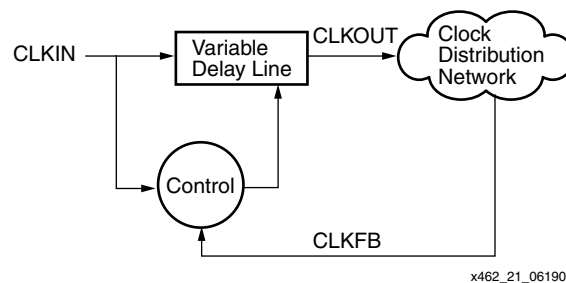 CLKIN
Variable
Delay Line
CLKOUT
Clock
Distribution
Network
Control
CLKFB
x462_21_06190